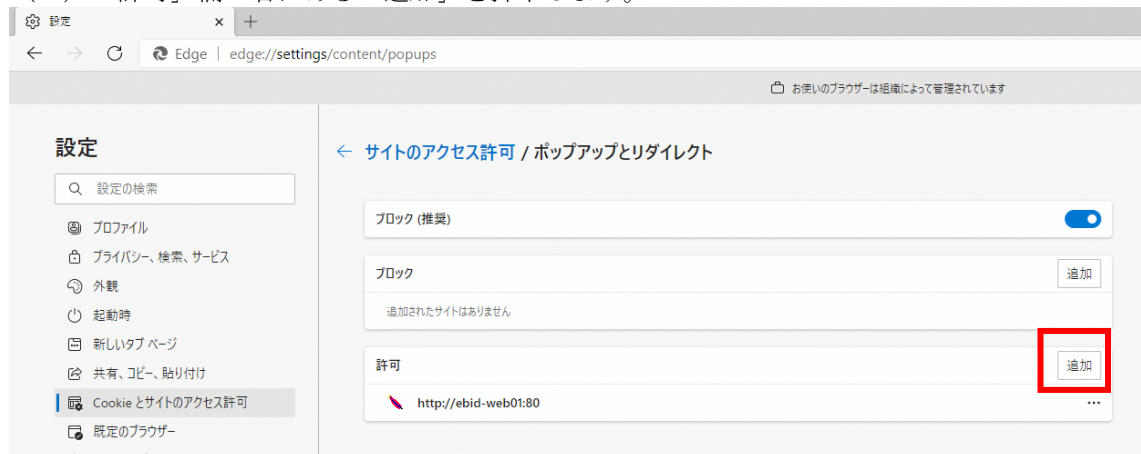 設定
Edge | edge://settings/content/popups
お使いのブラウザーは組織によって管理されています
設定
設定の検索
プロファイル
プライバシー、検索、サービス
外観
起動時
新しいタブ ページ
共有、コピー、貼り付け
Cookie とサイトのアクセス許可
既定のブラウザー
サイトのアクセス許可 / ポップアップとリダイレクト
ブロック (推奨)
ブロック
追加
追加されたサイトはありません
許可
追加
http://ebid-web01:80